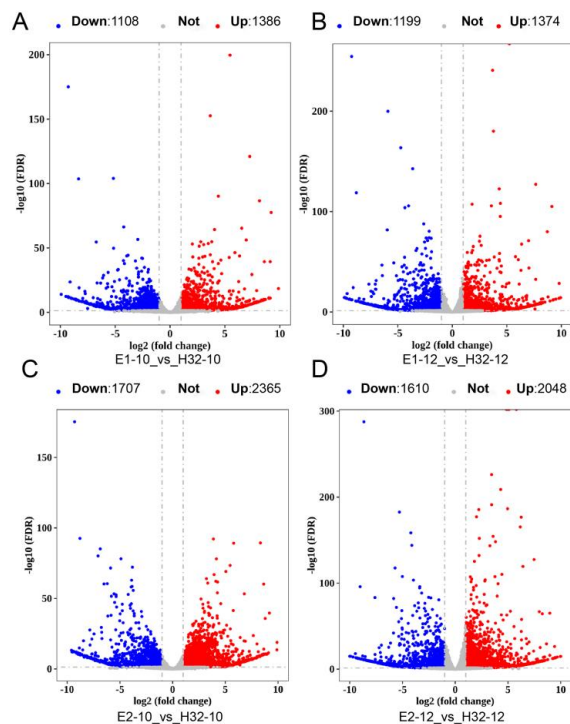 A
Down:1108 Not Up:1386
200
150
100
50
0
-log10 (FDR)
-10 -5 0 5 10
log2 (fold change)
E1-10_vs_H32-10
B
Down:1199 Not Up:1374
200
100
0
-log10 (FDR)
-10 -5 0 5 10
log2 (fold change)
E1-12_vs_H32-12
C
Down:1707 Not Up:2365
150
100
50
0
-log10 (FDR)
-10 -5 0 5 10
log2 (fold change)
E2-10_vs_H32-10
D
Down:1610 Not Up:2048
300
200
100
0
-log10 (FDR)
-10 -5 0 5 10
log2 (fold change)
E2-12_vs_H32-12